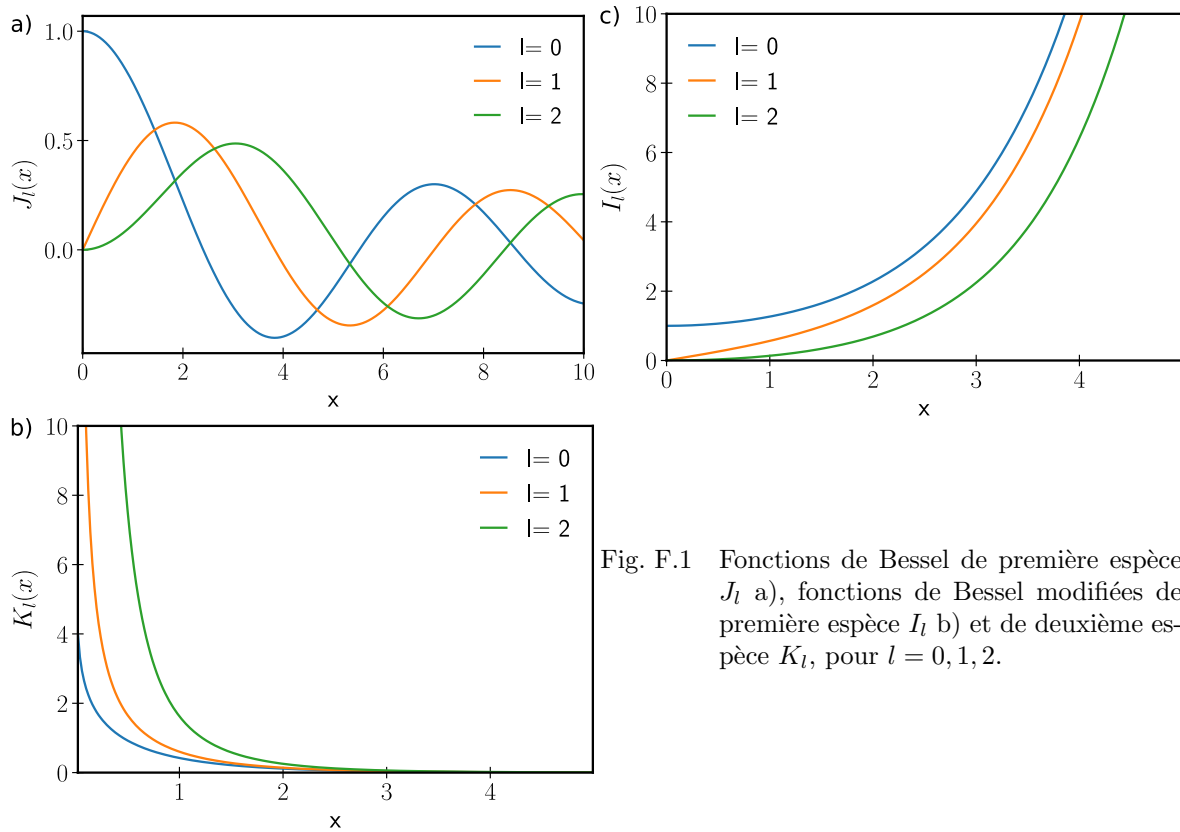 a)
1.0
0.5
0.0
J_l(x)
l= 0
l= 1
l= 2
0 2 4 6 8 10
x
c)
10
8
6
4
2
0
I_l(x)
l= 0
l= 1
l= 2
0 1 2 3 4
x
b)
10
8
6
4
2
0
K_l(x)
l= 0
l= 1
l= 2
1 2 3 4
x
Fig. F.1 Fonctions de Bessel de première espèce
J_l a), fonctions de Bessel modifiées de
première espèce I_l b) et de deuxième es-
pèce K_l, pour l = 0, 1, 2.